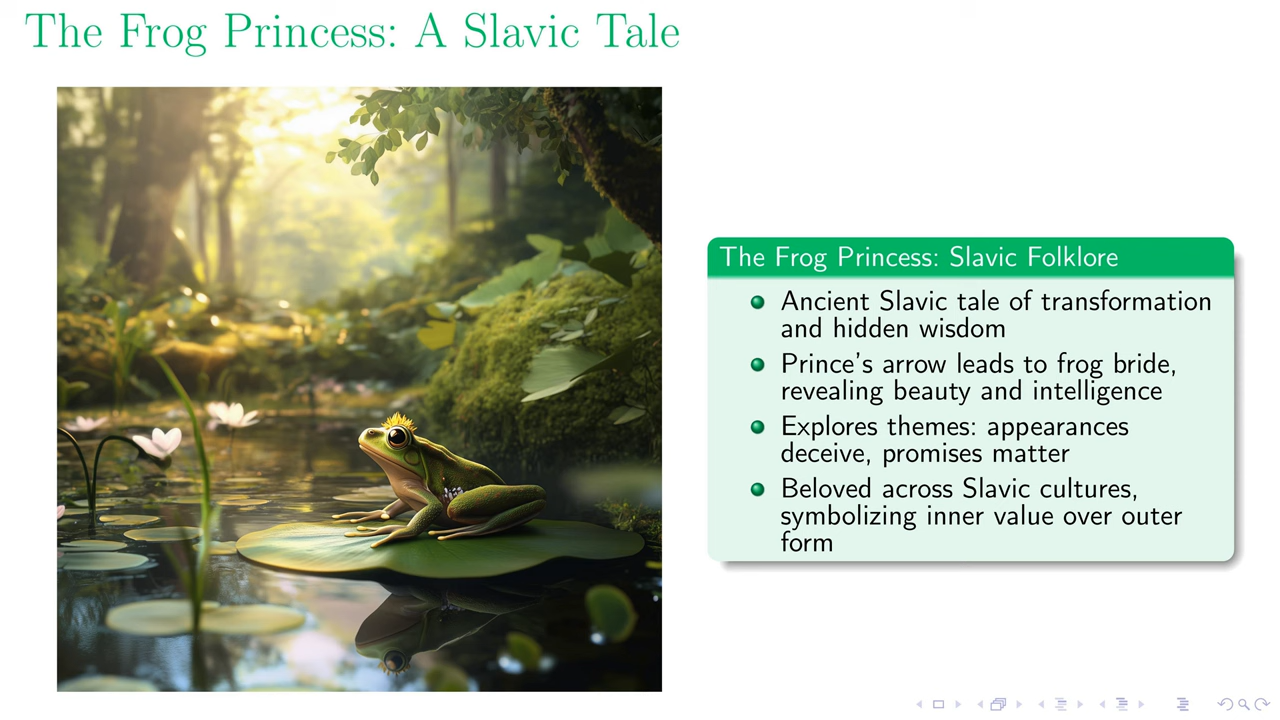 The Frog Princess: A Slavic Tale
The Frog Princess: Slavic Folklore
Ancient Slavic tale of transformation
and hidden wisdom
Prince's arrow leads to frog bride,
revealing beauty and intelligence
Explores themes: appearances
deceive, promises matter
Beloved across Slavic cultures,
symbolizing inner value over outer
form